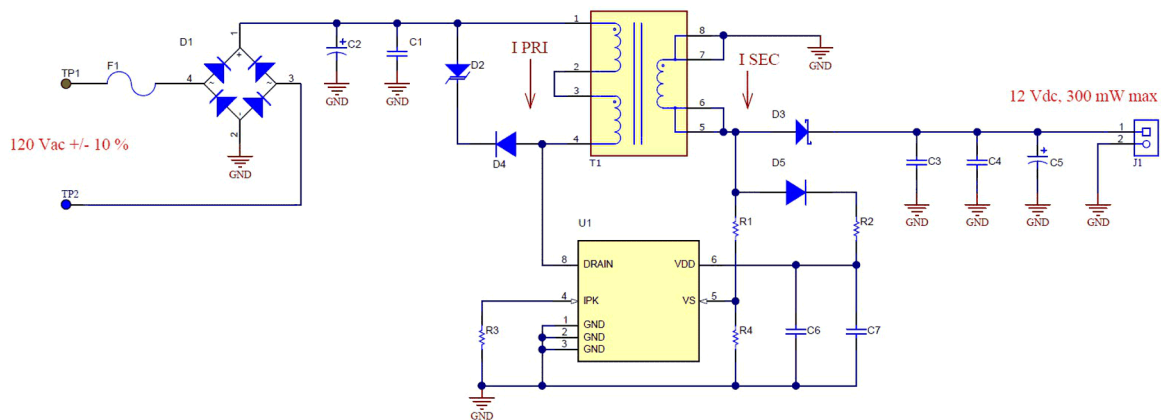 1
8
D1
C2
C1
I PRI
7
GND
1
F1
+
D2
I SEC
TP1
4
~
~
3
GND
GND
2
12 Vdc, 300 mW max
-
3
6
D3
2
120 Vac +/- 10 %
4
5
1
GND
D4
T1
D5
C3
C4
C5
2
J1
TP2
GND
GND
GND
GND
R1
R2
U1
8
DRAIN
VDD
6
4
IPK
VS
5
R3
1
GND
R4
C6
C7
2
GND
3
GND
GND